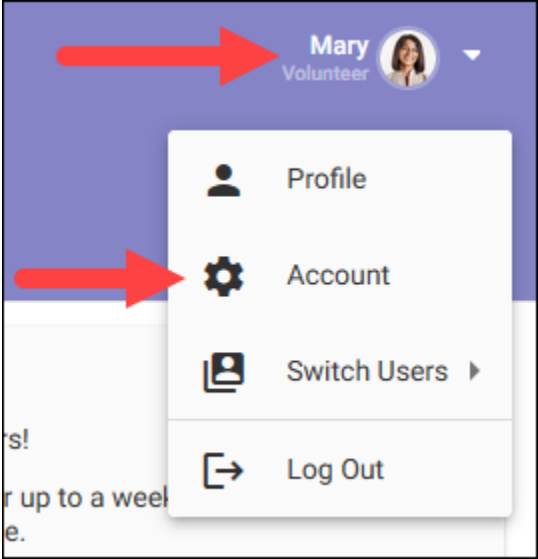 Mary
Volunteer
Profile
Account
Switch Users
Log Out
rs!
r up to a week
e.